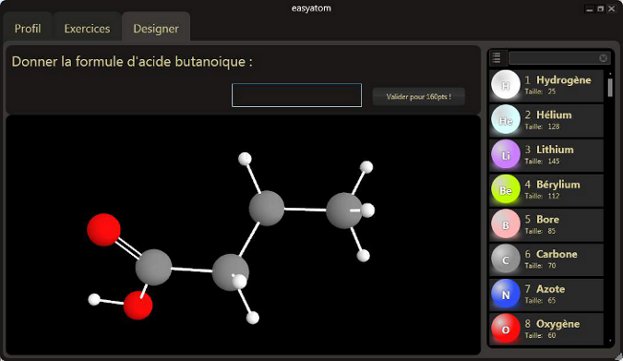 easyatom
Profil Exercices Designer
Donner la formule d'acide butanoique :
Valider pour 160pts !
H 1 Hydrogène
Taille: 25
He 2 Hélium
Taille: 128
Li 3 Lithium
Taille: 145
Be 4 Bérylium
Taille: 112
B 5 Bore
Taille: 85
C 6 Carbone
Taille: 70
N 7 Azote
Taille: 65
O 8 Oxygène
Taille: 60